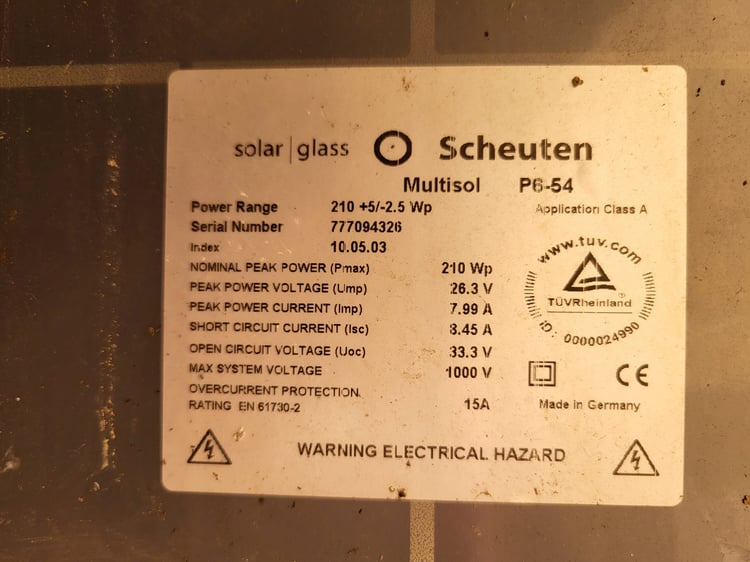 solar|glass Scheuten
Multisol P6-54
Power Range 210 +5/-2.5 Wp Application Class A
Serial Number 777094326
Index 10.05.03
NOMINAL PEAK POWER (Pmax) 210 Wp
PEAK POWER VOLTAGE (Ump) 26.3 V
PEAK POWER CURRENT (Imp) 7.99 A
SHORT CIRCUIT CURRENT (Isc) 8.45 A
OPEN CIRCUIT VOLTAGE (Uoc) 33.3 V
MAX SYSTEM VOLTAGE 1000 V
OVERCURRENT PROTECTION
RATING EN 61730-2 15A
www.tuv.com
TÜVRheinland®
ID: 0000024990
CE
Made in Germany
WARNING ELECTRICAL HAZARD